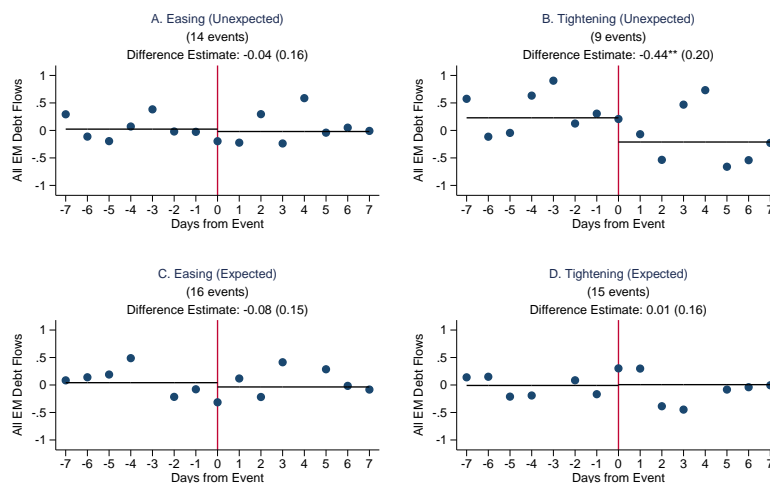 A. Easing (Unexpected)
(14 events)
Difference Estimate: -0.04 (0.16)
All EM Debt Flows
1
.5
0
-.5
-1
-7 -6 -5 -4 -3 -2 -1 0 1 2 3 4 5 6 7
Days from Event
B. Tightening (Unexpected)
(9 events)
Difference Estimate: -0.44** (0.20)
All EM Debt Flows
1
.5
0
-.5
-1
-7 -6 -5 -4 -3 -2 -1 0 1 2 3 4 5 6 7
Days from Event
C. Easing (Expected)
(16 events)
Difference Estimate: -0.08 (0.15)
All EM Debt Flows
1
.5
0
-.5
-1
-7 -6 -5 -4 -3 -2 -1 0 1 2 3 4 5 6 7
Days from Event
D. Tightening (Expected)
(15 events)
Difference Estimate: 0.01 (0.16)
All EM Debt Flows
1
.5
0
-.5
-1
-7 -6 -5 -4 -3 -2 -1 0 1 2 3 4 5 6 7
Days from Event